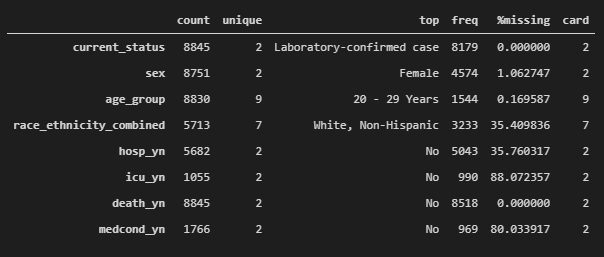 count unique top freq %missing card
current_status 8845 2 Laboratory-confirmed case 8179 0.000000 2
sex 8751 2 Female 4574 1.062747 2
age_group 8830 9 20 - 29 Years 1544 0.169587 9
race_ethnicity_combined 5713 7 White, Non-Hispanic 3233 35.409836 7
hosp_yn 5682 2 No 5043 35.760317 2
icu_yn 1055 2 No 990 88.072357 2
death_yn 8845 2 No 8518 0.000000 2
medcond_yn 1766 2 No 969 80.033917 2